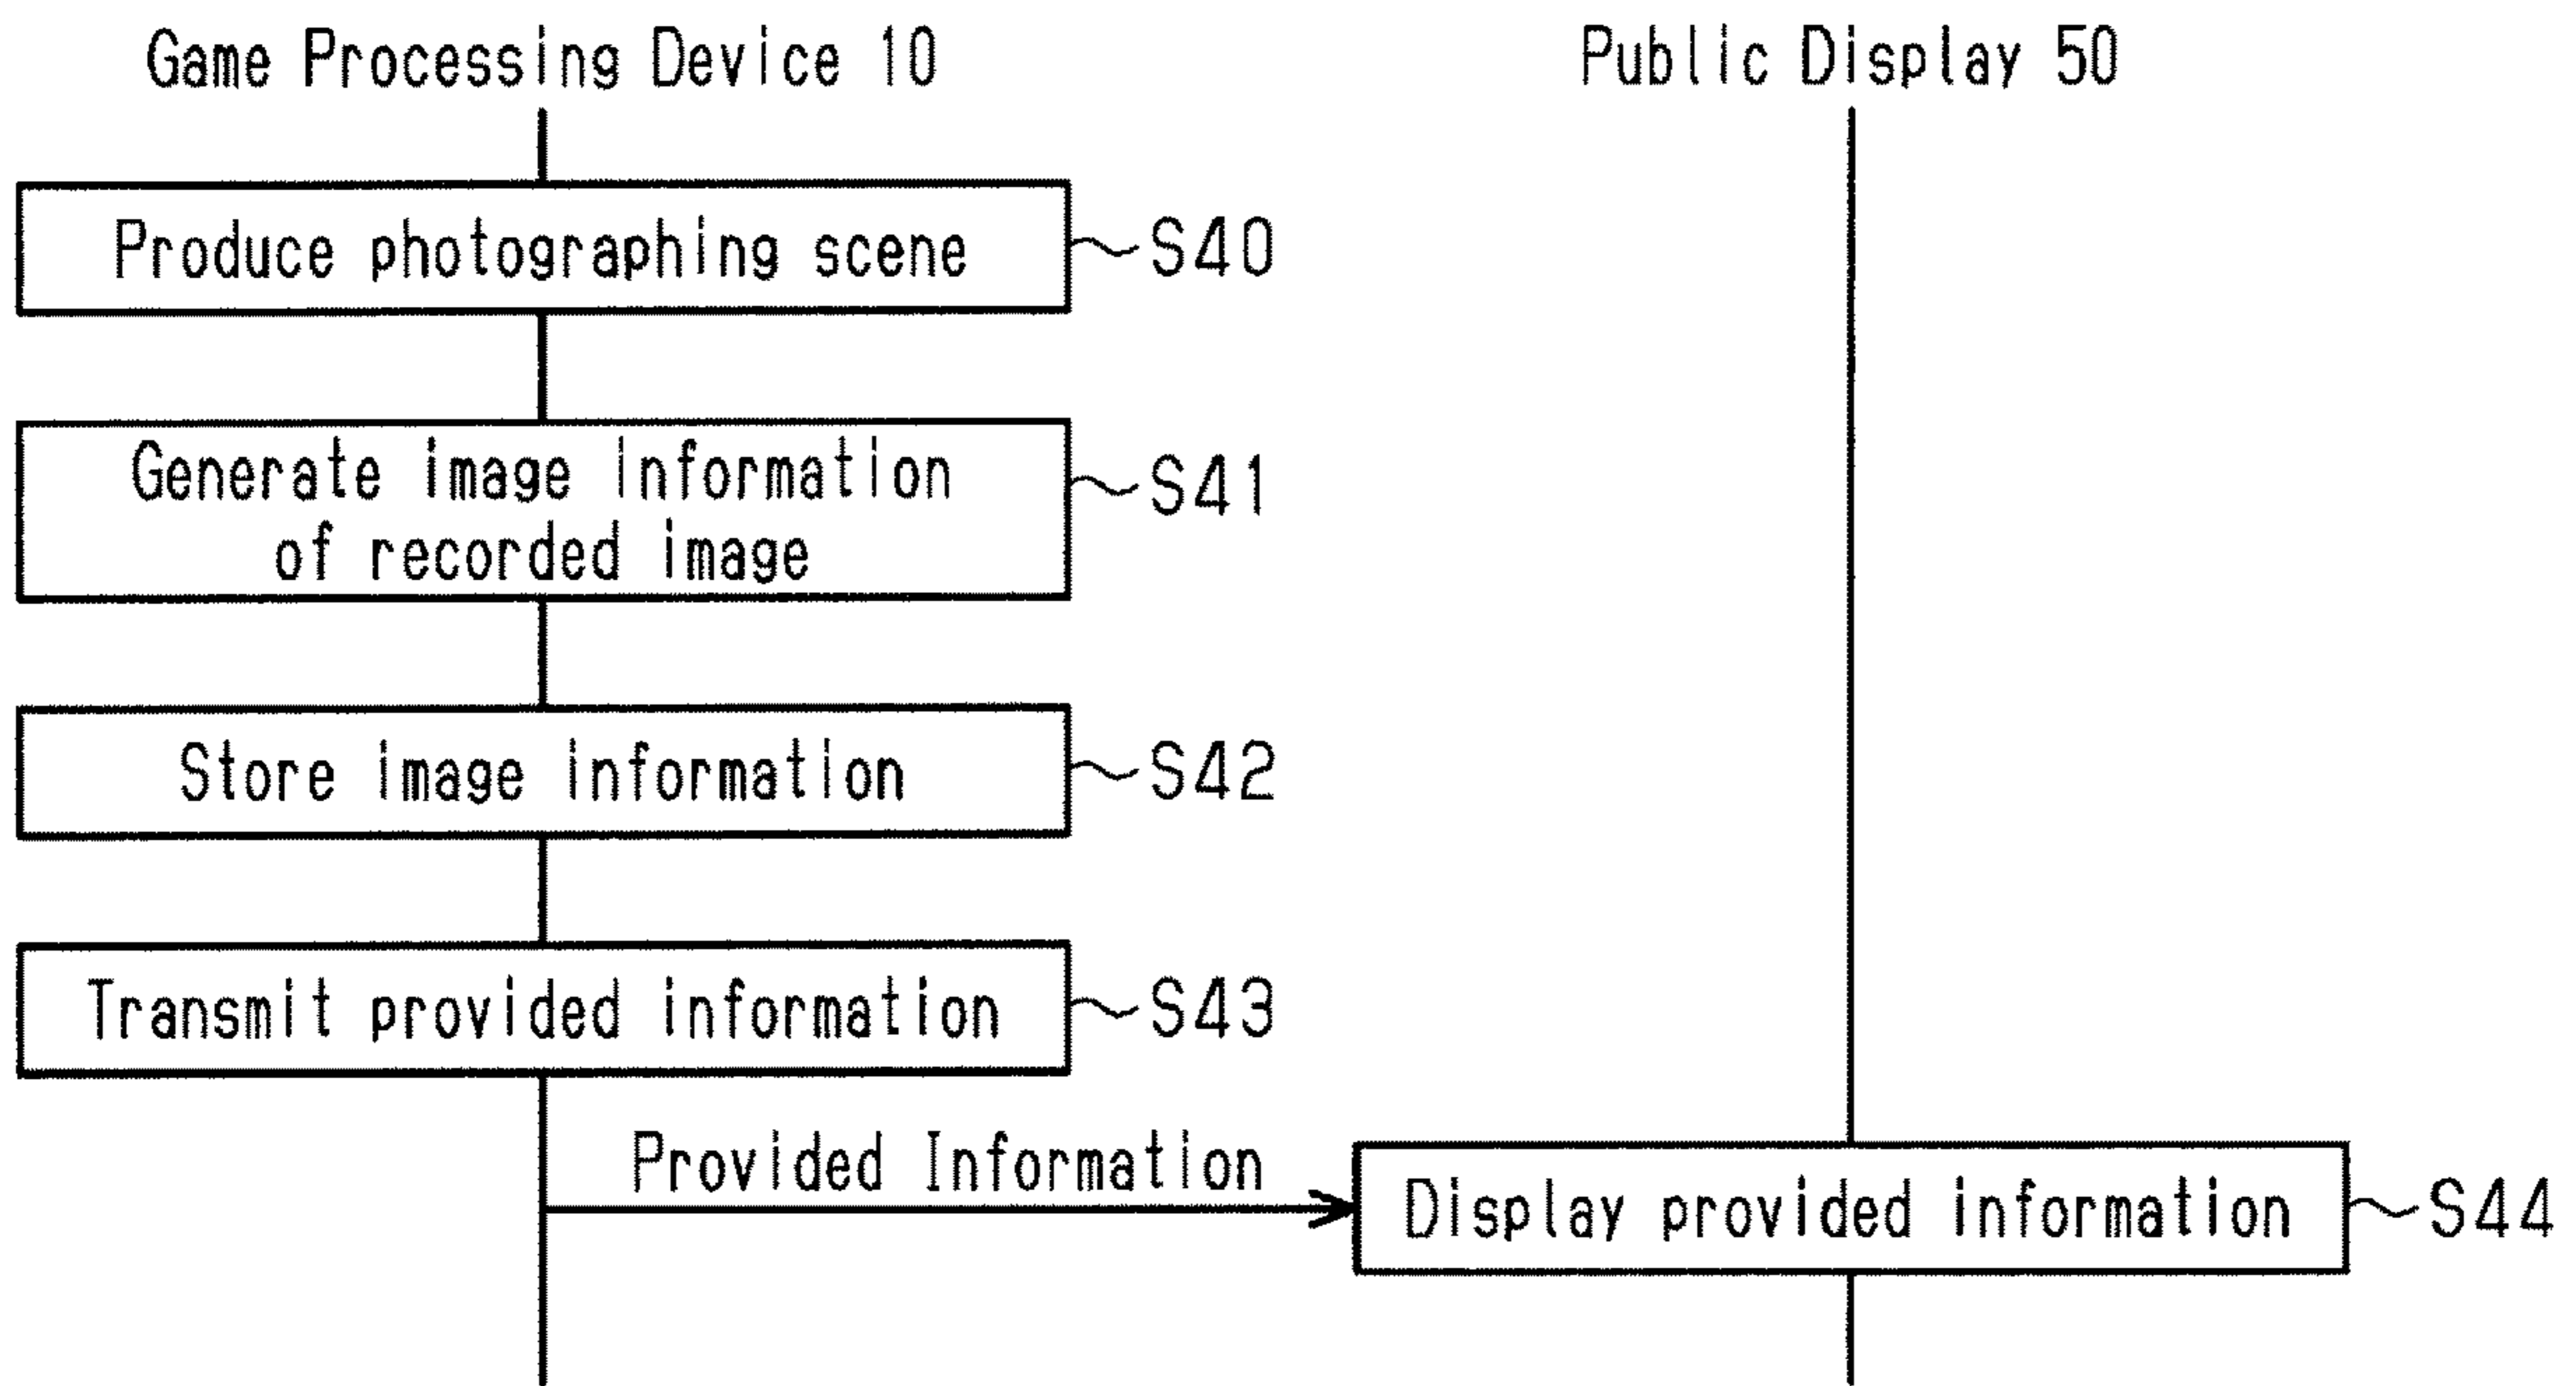 Game Processing Device 10
Public Display 50
Produce photographing scene
S40
Generate image information
of recorded image
S41
Store image information
S42
Transmit provided information
S43
Provided Information
Display provided information
S44